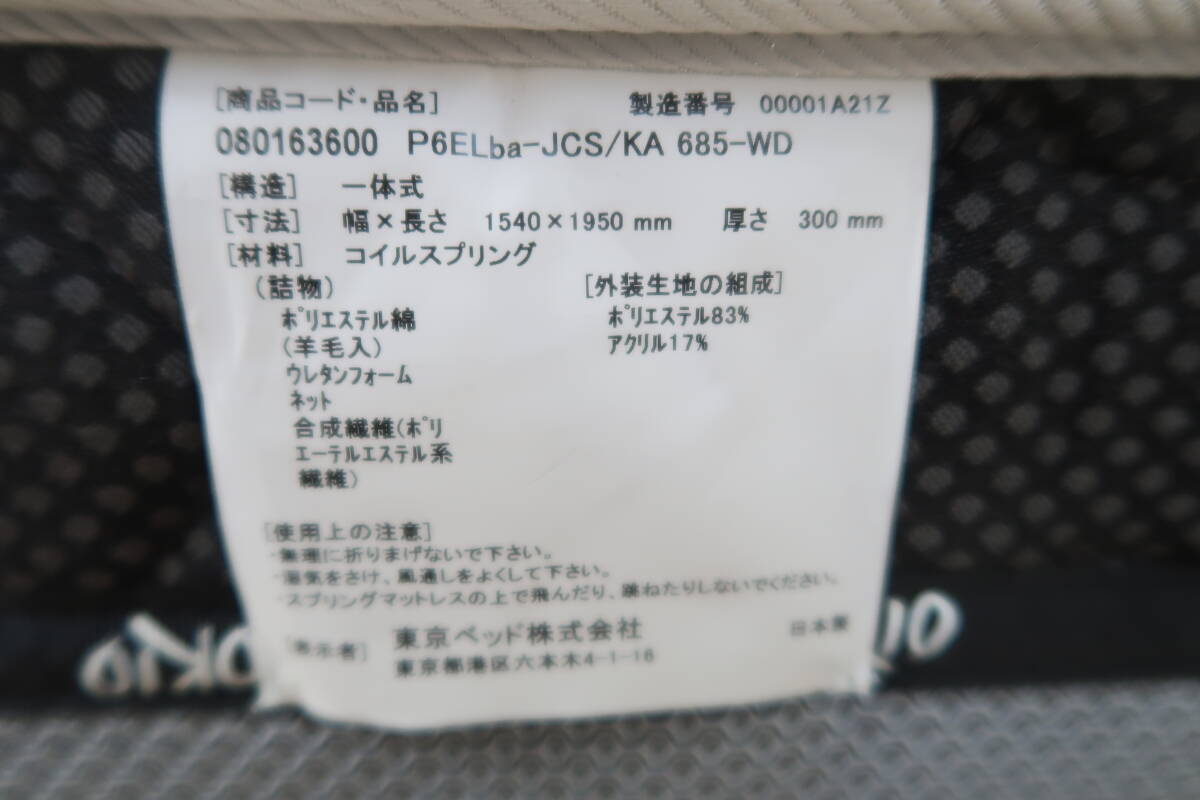 [商品コード・品名] 製造番号 00001A21Z
080163600 P6ELba-JCS/KA 685-WD
[構造] 一体式
[寸法] 幅×長さ 1540×1950 mm 厚さ 300 mm
[材料] コイルスプリング
(詰物)
ﾎﾟﾘｴｽﾃﾙ綿
(羊毛入)
ｳﾚﾀﾝﾌｫｰﾑ
ﾈｯﾄ
合成繊維(ﾎﾟﾘ
ｴｰﾃﾙｴｽﾃﾙ系
繊維)
[外装生地の組成]
ﾎﾟﾘｴｽﾃﾙ83%
ｱｸﾘﾙ17%
[使用上の注意]
・無理に折りまげないで下さい。
・湿気をさけ、風通しをよくして下さい。
・スプリングマットレスの上で飛んだり、跳ねたりしないでください。
[表示者] 東京ベッド株式会社 日本製
東京都港区六本木4-1-16